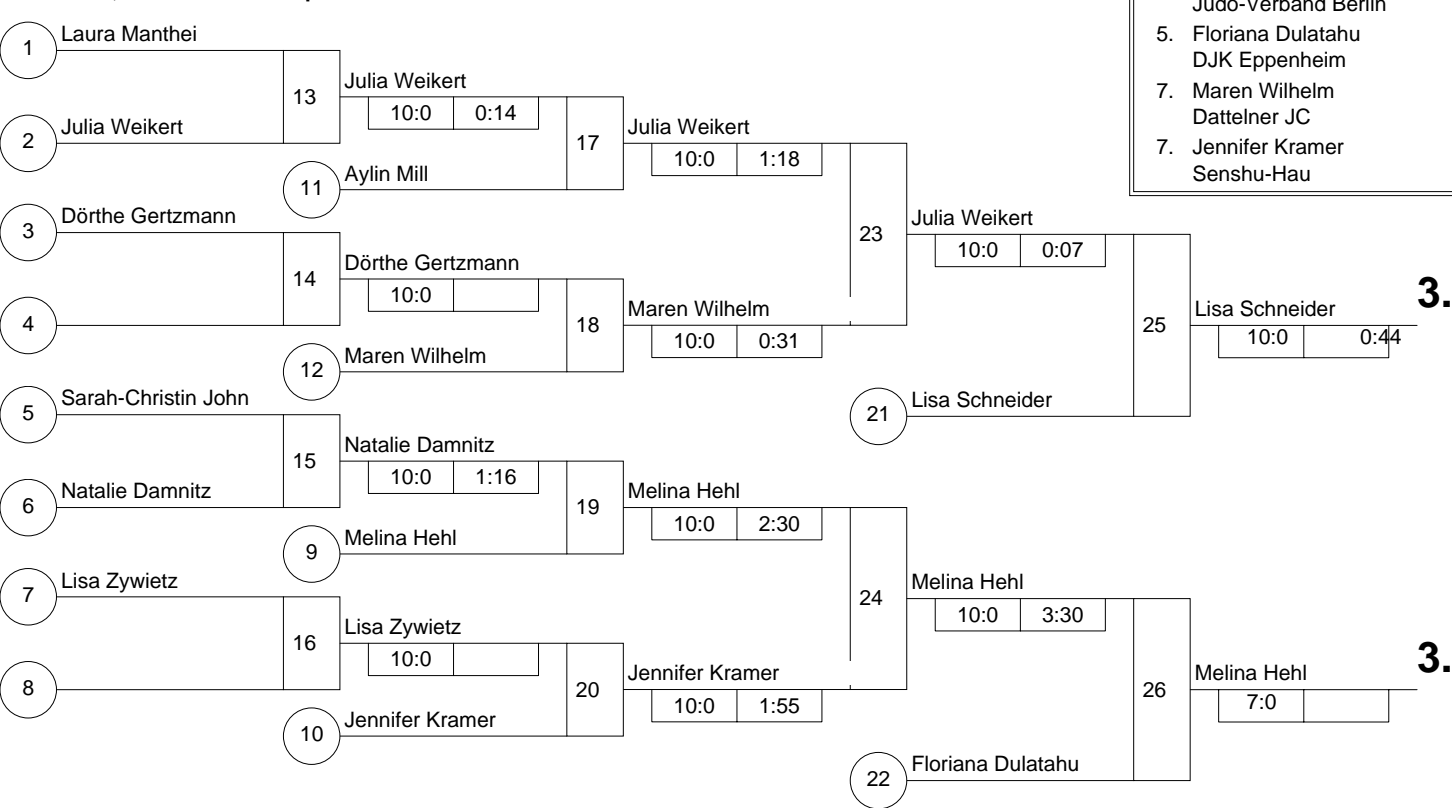 Judo-Verband Berlin
5. Floriana Dulatahu
DJK Eppenheim
7. Maren Wilhelm
Dattelner JC
7. Jennifer Kramer
Senshu-Hau
1 Laura Manthei
13 Julia Weikert
10:0 0:14
2 Julia Weikert
17 Julia Weikert
10:0 1:18
11 Aylin Mill
3 Dörthe Gertzmann
23 Julia Weikert
10:0 0:07
14 Dörthe Gertzmann
10:0
4
18 Maren Wilhelm
10:0 0:31
12 Maren Wilhelm
25 Lisa Schneider 3.
10:0 0:44
5 Sarah-Christin John
21 Lisa Schneider
15 Natalie Damnitz
10:0 1:16
6 Natalie Damnitz
19 Melina Hehl
10:0 2:30
9 Melina Hehl
7 Lisa Zywietz
24 Melina Hehl
10:0 3:30
16 Lisa Zywietz
10:0
8
20 Jennifer Kramer
10:0 1:55
10 Jennifer Kramer
26 Melina Hehl 3.
7:0
22 Floriana Dulatahu